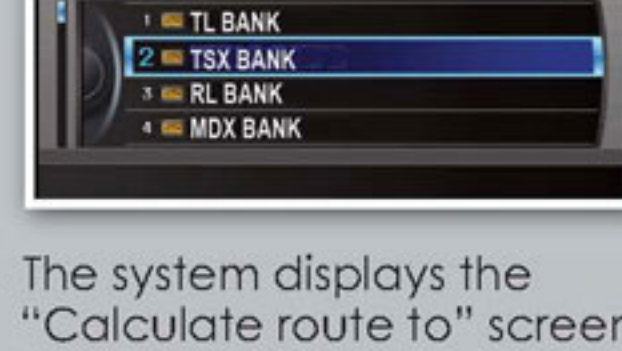 1 TL BANK
2 TSX BANK
3 RL BANK
4 MDX BANK
The system displays the
“Calculate route to” screen